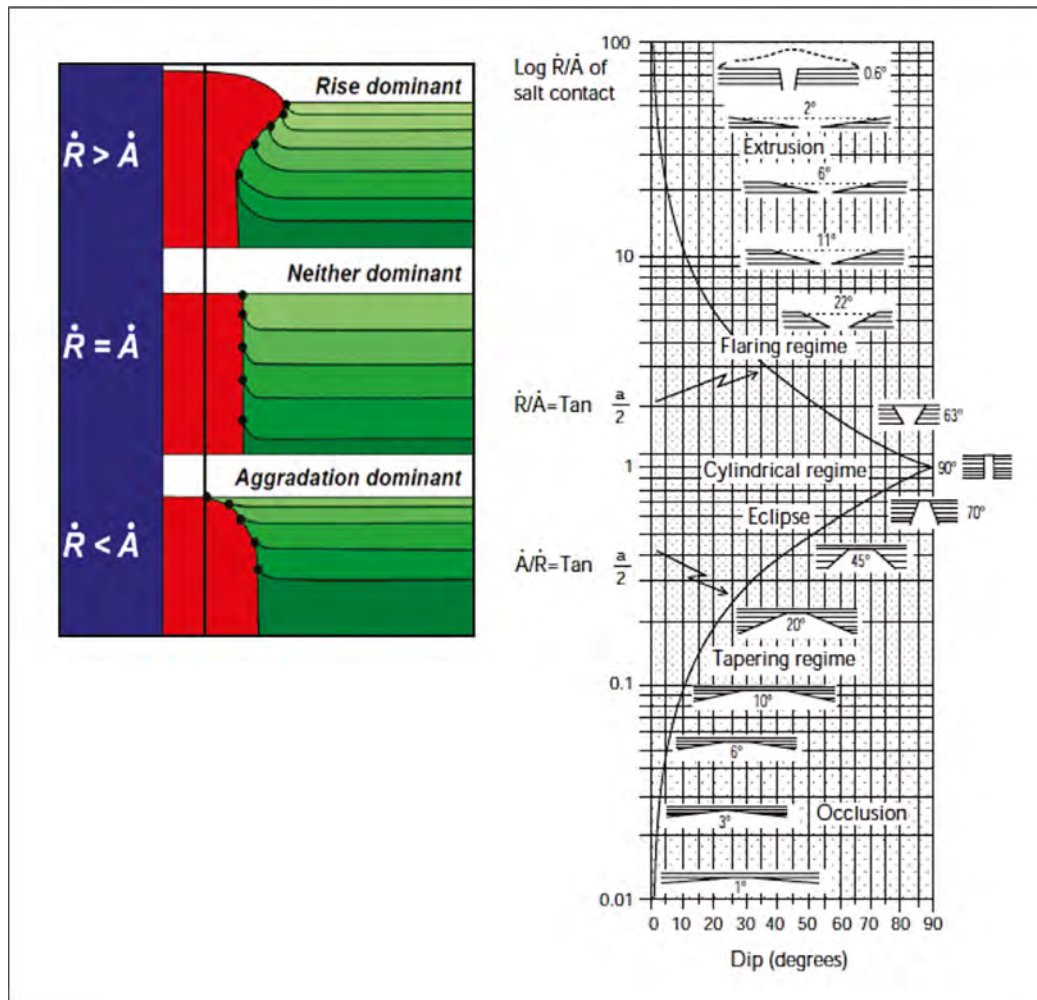 Rise dominant
Ṙ > Ȧ
Neither dominant
Ṙ = Ȧ
Aggradation dominant
Ṙ < Ȧ
100
Log Ṙ/Ȧ of
salt contact
0.6°
2°
Extrusion
6°
11°
10
22°
Flaring regime
Ṙ/Ȧ=Tan a/2
63°
1
Cylindrical regime
90°
Eclipse
70°
Ȧ/Ṙ=Tan a/2
45°
20°
Tapering regime
0.1
10°
6°
Occlusion
3°
1°
0.01
0 10 20 30 40 50 60 70 80 90
Dip (degrees)